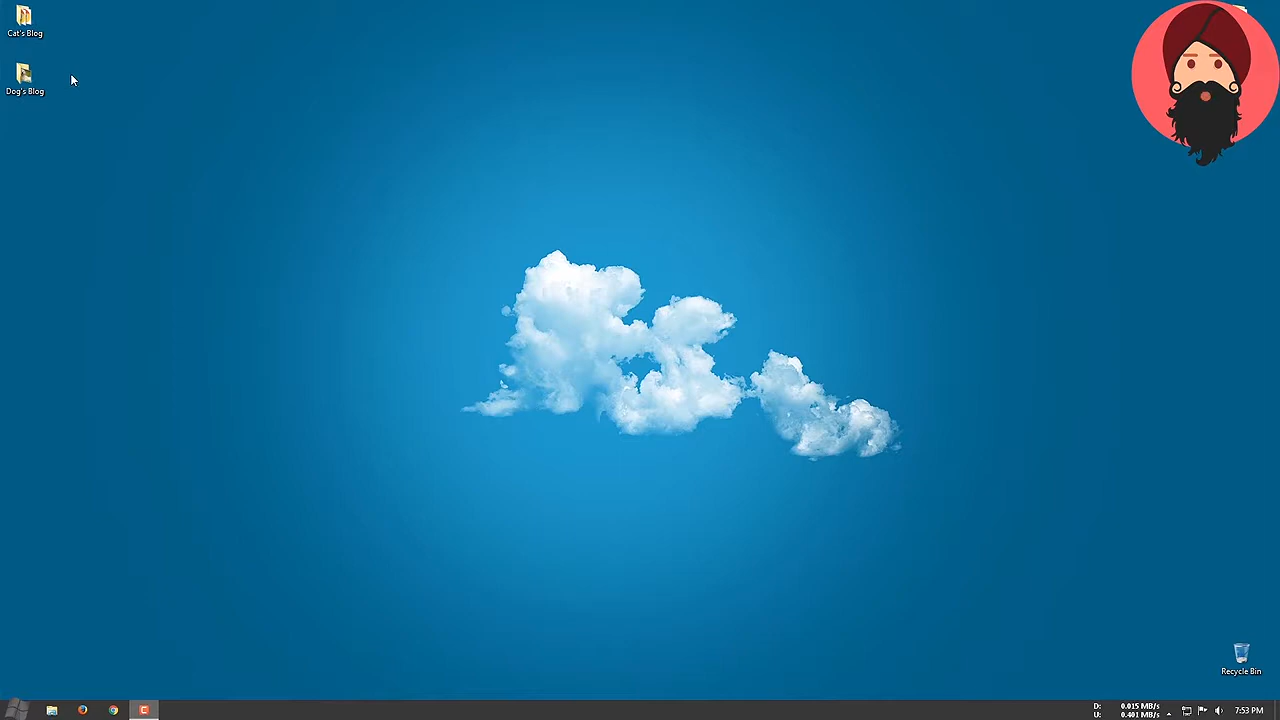 Cat's Blog
Dog's Blog
Recycle Bin
D: 0.015 MB/s
U: 0.401 MB/s
7:53 PM